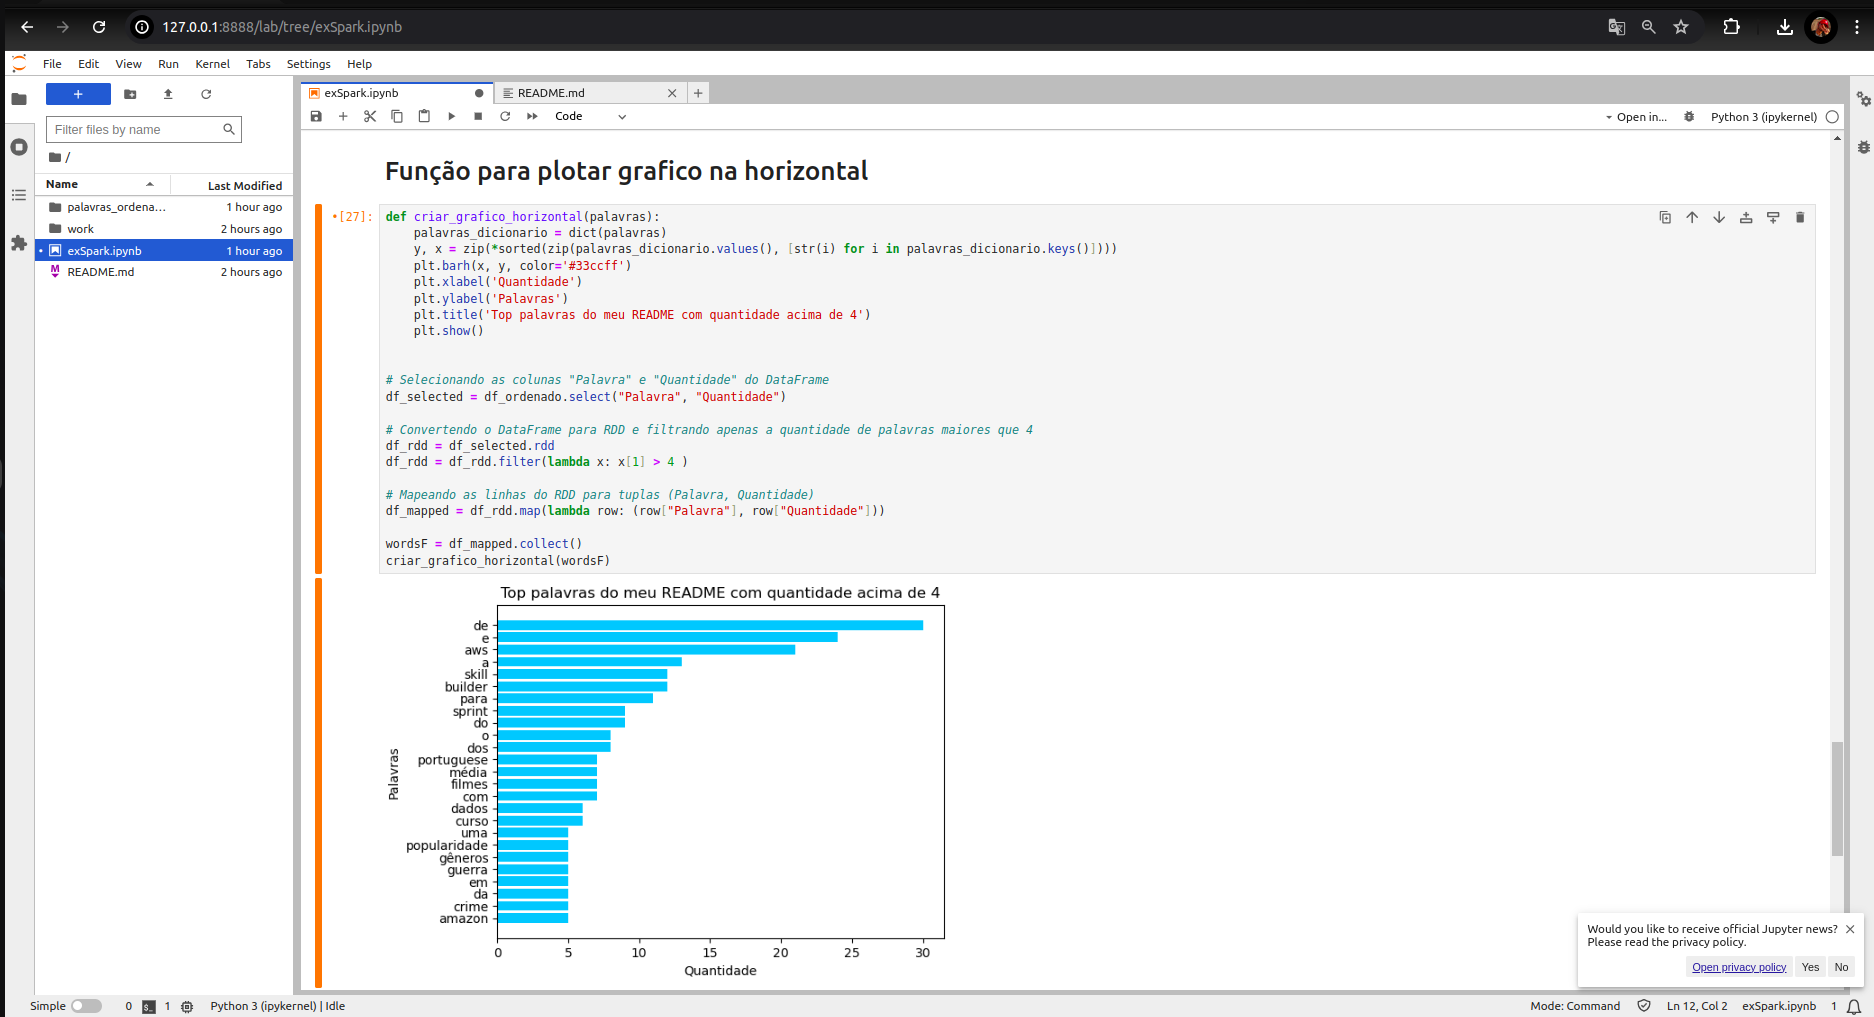 127.0.0.1:8888/lab/tree/exSpark.ipynb
File Edit View Run Kernel Tabs Settings Help
+
Filter files by name
/
Name Last Modified
palavras_ordena... 1 hour ago
work 2 hours ago
exSpark.ipynb 1 hour ago
README.md 2 hours ago
exSpark.ipynb README.md
Code
Open in... Python 3 (ipykernel)
Função para plotar grafico na horizontal
[27]:
def criar_grafico_horizontal(palavras):
    palavras_dicionario = dict(palavras)
    y, x = zip(*sorted(zip(palavras_dicionario.values(), [str(i) for i in palavras_dicionario.keys()])))
    plt.barh(x, y, color='#33ccff')
    plt.xlabel('Quantidade')
    plt.ylabel('Palavras')
    plt.title('Top palavras do meu README com quantidade acima de 4')
    plt.show()
# Selecionando as colunas "Palavra" e "Quantidade" do DataFrame
df_selected = df_ordenado.select("Palavra", "Quantidade")
# Convertendo o DataFrame para RDD e filtrando apenas a quantidade de palavras maiores que 4
df_rdd = df_selected.rdd
df_rdd = df_rdd.filter(lambda x: x[1] > 4 )
# Mapeando as linhas do RDD para tuplas (Palavra, Quantidade)
df_mapped = df_rdd.map(lambda row: (row["Palavra"], row["Quantidade"]))
wordsF = df_mapped.collect()
criar_grafico_horizontal(wordsF)
Top palavras do meu README com quantidade acima de 4
Palavras
de
e
aws
a
skill
builder
para
sprint
do
o
dos
portuguese
média
filmes
com
dados
curso
uma
popularidade
gêneros
guerra
em
da
crime
amazon
0 5 10 15 20 25 30
Quantidade
Would you like to receive official Jupyter news?
Please read the privacy policy.
Open privacy policy Yes No
Simple 0 1 Python 3 (ipykernel) | Idle
Mode: Command Ln 12, Col 2 exSpark.ipynb 1